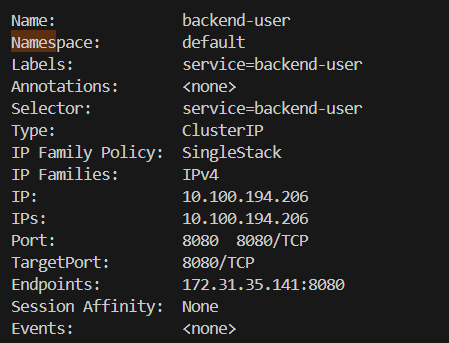 Name: backend-user
Namespace: default
Labels: service=backend-user
Annotations: <none>
Selector: service=backend-user
Type: ClusterIP
IP Family Policy: SingleStack
IP Families: IPv4
IP: 10.100.194.206
IPs: 10.100.194.206
Port: 8080 8080/TCP
TargetPort: 8080/TCP
Endpoints: 172.31.35.141:8080
Session Affinity: None
Events: <none>